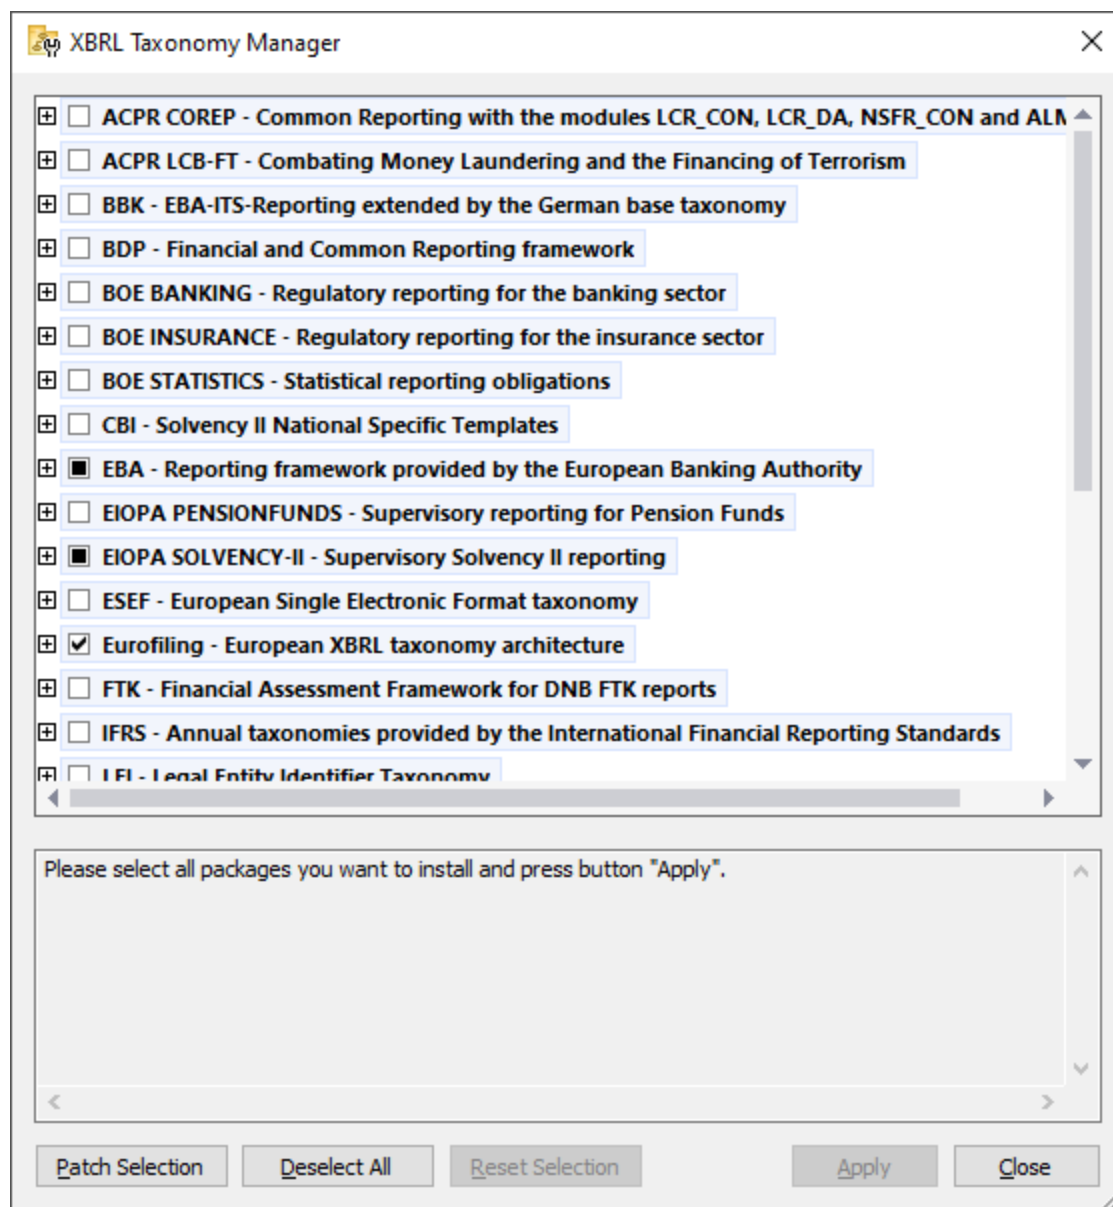 XBRL Taxonomy Manager
ACPR COREP - Common Reporting with the modules LCR_CON, LCR_DA, NSFR_CON and
ACPR LCB-FT - Combating Money Laundering and the Financing of Terrorism
BBK - EBA-ITS-Reporting extended by the German base taxonomy
BDP - Financial and Common Reporting framework
BOE BANKING - Regulatory reporting for the banking sector
BOE INSURANCE - Regulatory reporting for the insurance sector
BOE STATISTICS - Statistical reporting obligations
CBI - Solvency II National Specific Templates
EBA - Reporting framework provided by the European Banking Authority
EIOPA PENSIONFUNDS - Supervisory reporting for Pension Funds
EIOPA SOLVENCY-II - Supervisory Solvency II reporting
ESEF - European Single Electronic Format taxonomy
Eurofiling - European XBRL taxonomy architecture
FTK - Financial Assessment Framework for DNB FTK reports
IFRS - Annual taxonomies provided by the International Financial Reporting Standards
LEI - Legal Entity Identifier Taxonomy
Please select all packages you want to install and press button "Apply".
Patch Selection Deselect All Reset Selection Apply Close